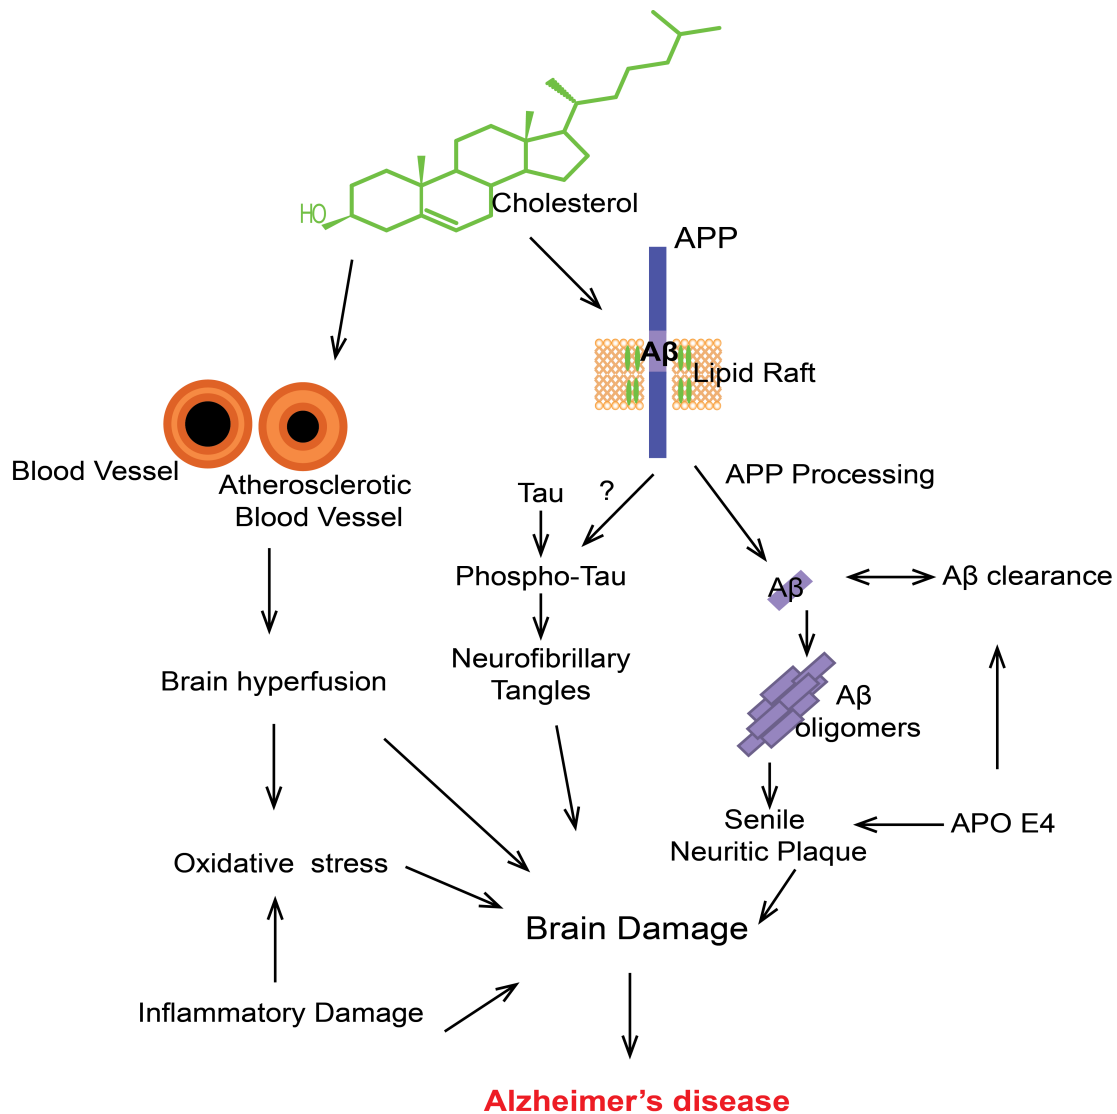 HO
Cholesterol
APP
Aβ
Lipid Raft
Blood Vessel
Atherosclerotic
Blood Vessel
APP Processing
Tau
?
Phospho-Tau
Aβ
Aβ clearance
Neurofibrillary
Tangles
Brain hyperfusion
Aβ
oligomers
Senile
Neuritic Plaque
APO E4
Oxidative stress
Brain Damage
Inflammatory Damage
Alzheimer’s disease